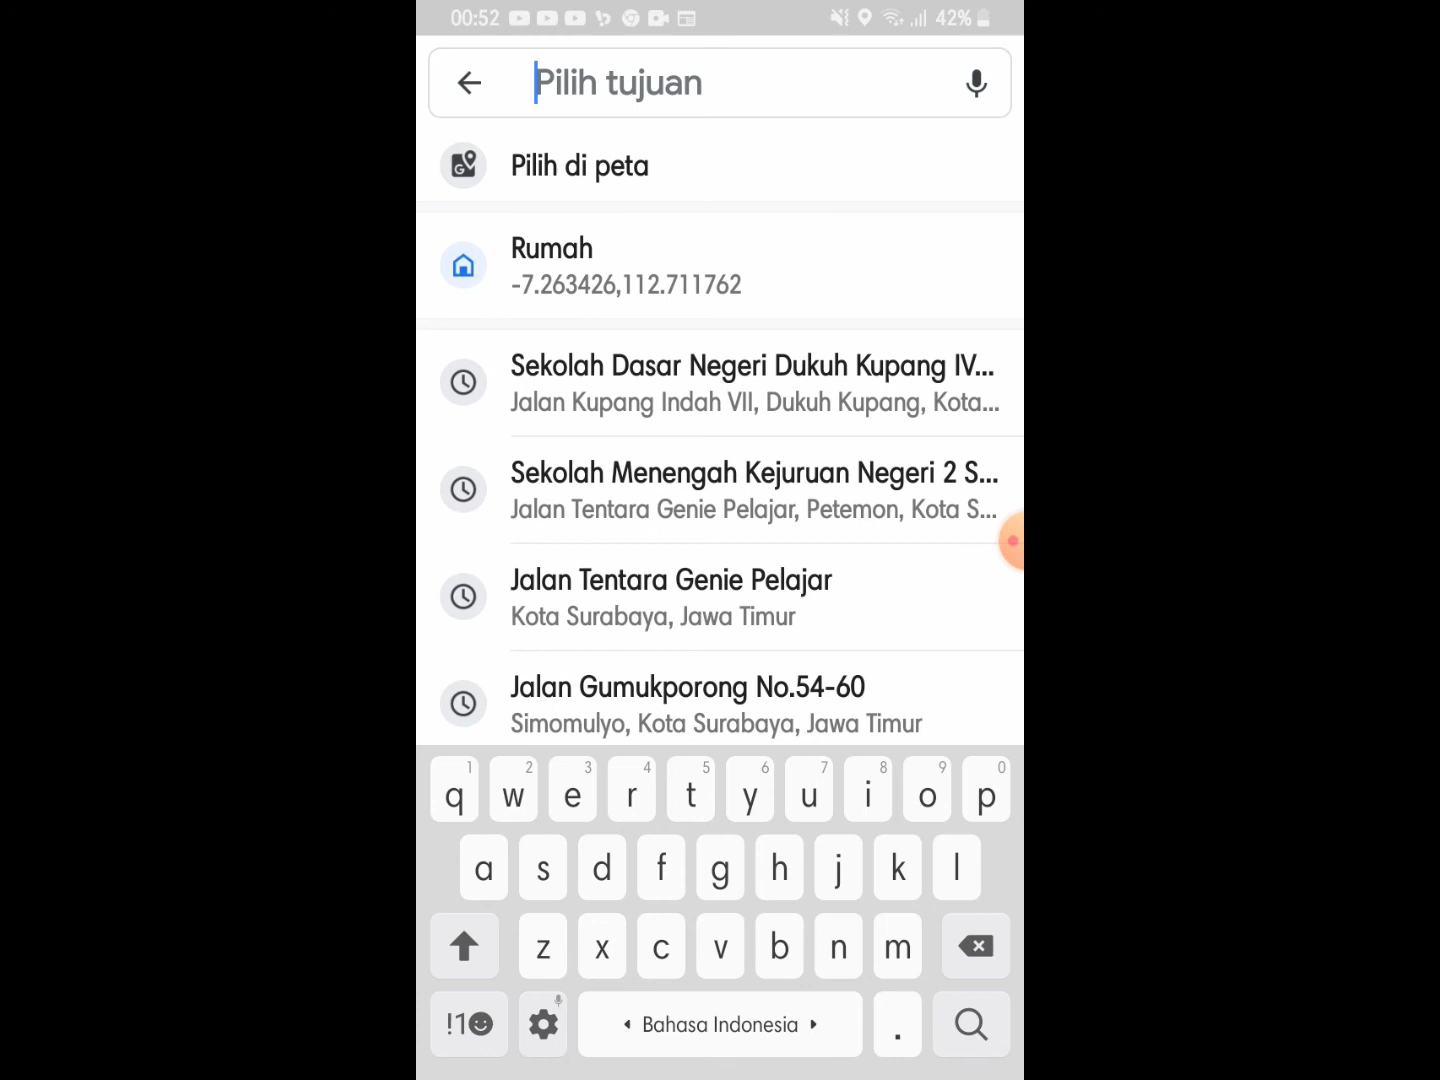 00:52 42%
Pilih tujuan
G Pilih di peta
Rumah
-7.263426,112.711762
Sekolah Dasar Negeri Dukuh Kupang IV...
Jalan Kupang Indah VII, Dukuh Kupang, Kota...
Sekolah Menengah Kejuruan Negeri 2 S...
Jalan Tentara Genie Pelajar, Petemon, Kota S...
Jalan Tentara Genie Pelajar
Kota Surabaya, Jawa Timur
Jalan Gumukporong No.54-60
Simomulyo, Kota Surabaya, Jawa Timur
1 2 3 4 5 6 7 8 9 0
q w e r t y u i o p
a s d f g h j k l
z x c v b n m
!1 Bahasa Indonesia .